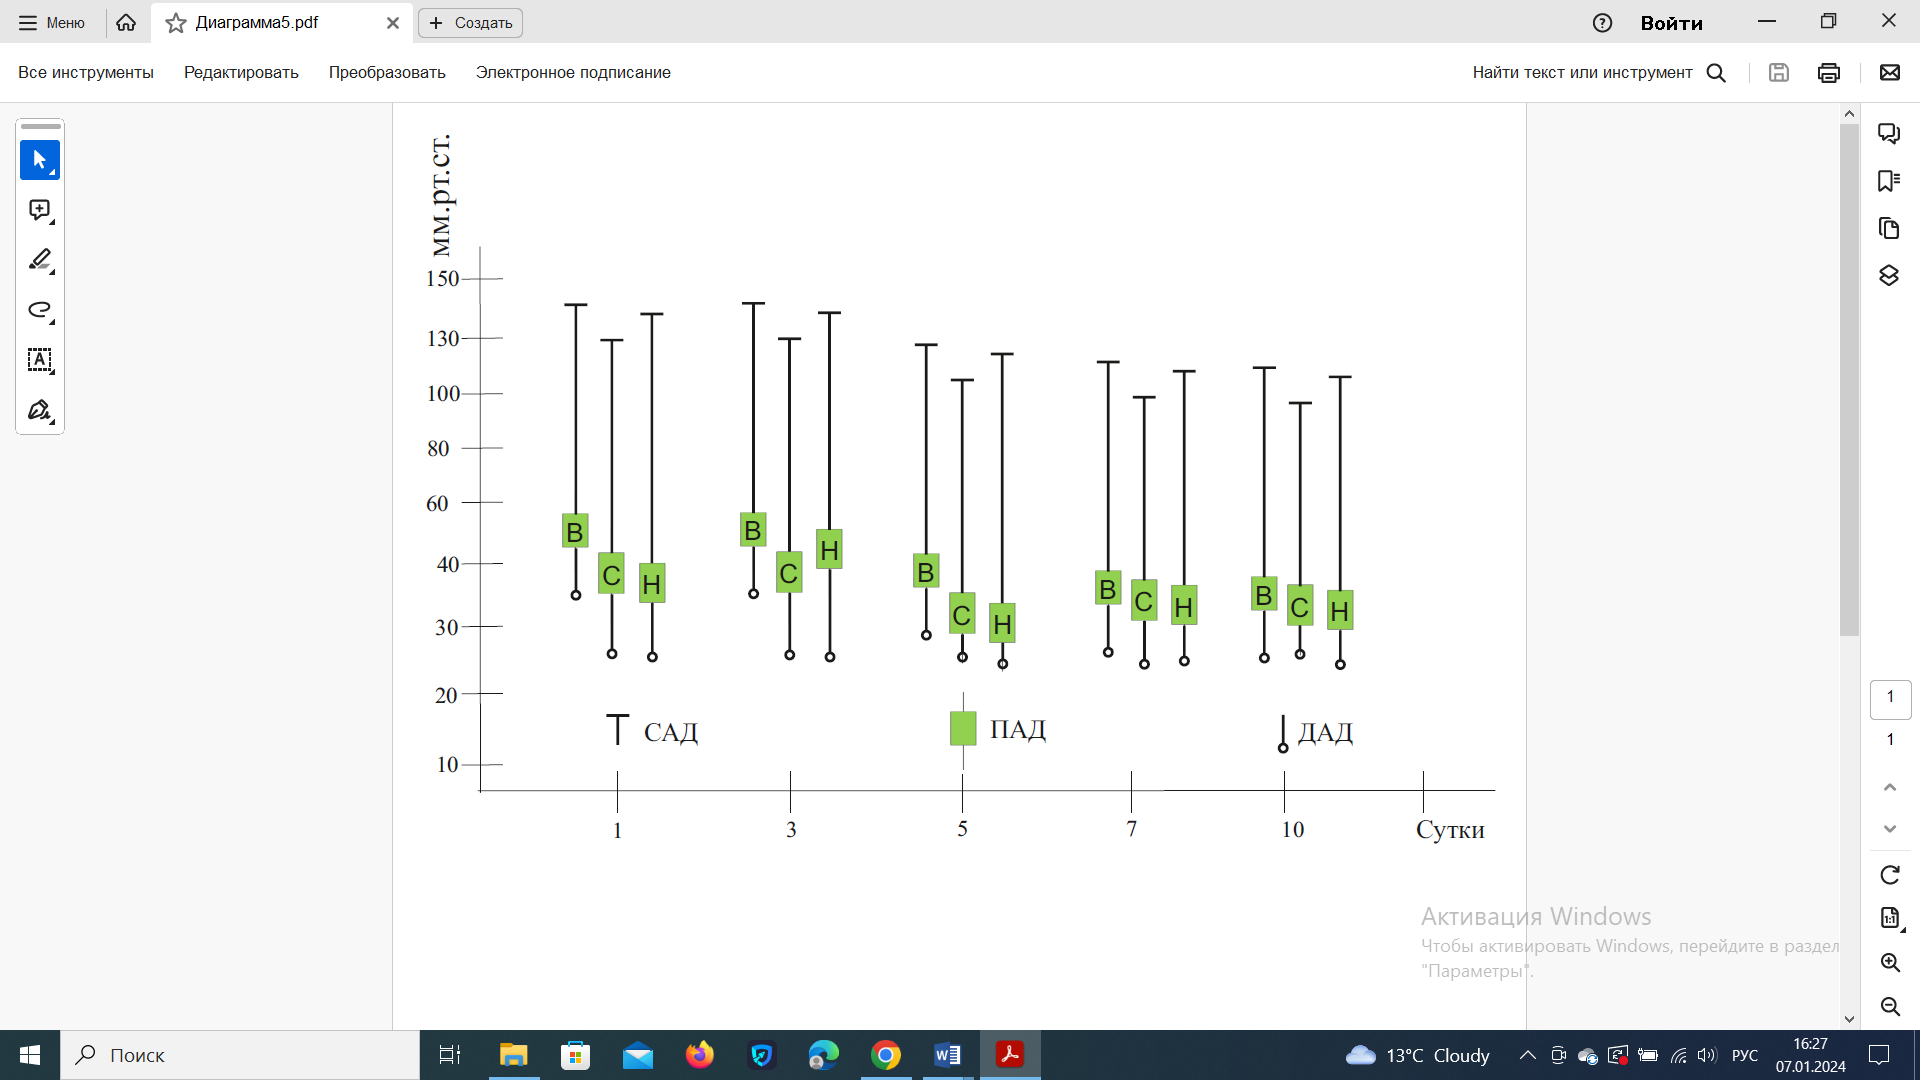 Меню
Диаграмма5.pdf
Создать
Войти
Все инструменты
Редактировать
Преобразовать
Электронное подписание
Найти текст или инструмент
мм.рт.ст.
150
130
100
80
60
40
30
20
10
В
С
Н
В
С
Н
В
С
Н
В
С
Н
В
С
Н
САД
ПАД
ДАД
1
3
5
7
10
Сутки
1
1
Активация Windows
Чтобы активировать Windows, перейдите в раздел
"Параметры".
Поиск
13°C Cloudy
РУС
16:27
07.01.2024